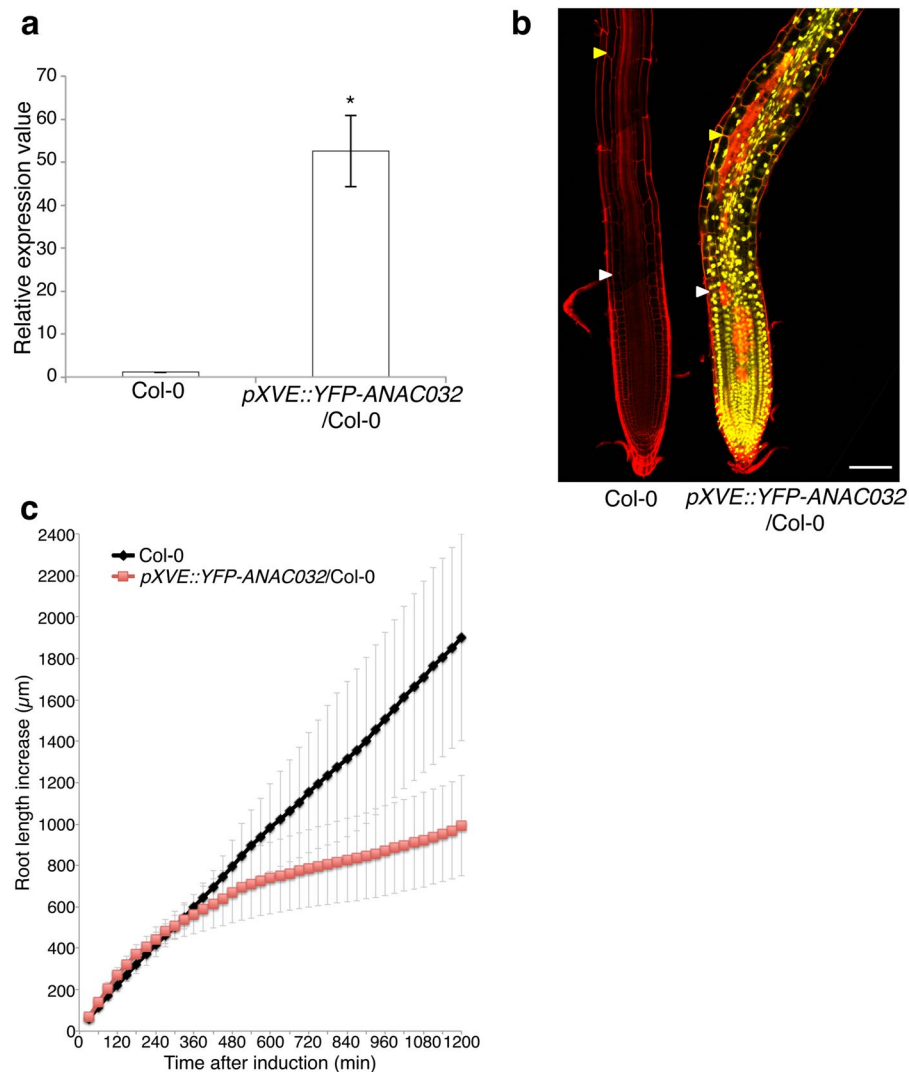 a
70
60
50
40
30
20
10
0
Relative expression value
*
Col-0
pXVE::YFP-ANAC032
/Col-0
b
Col-0
pXVE::YFP-ANAC032
/Col-0
c
2400
2200
2000
1800
1600
1400
1200
1000
800
600
400
200
0
Root length increase (µm)
Col-0
pXVE::YFP-ANAC032/Col-0
0 120 240 360 480 600 720 840 960 1080 1200
Time after induction (min)